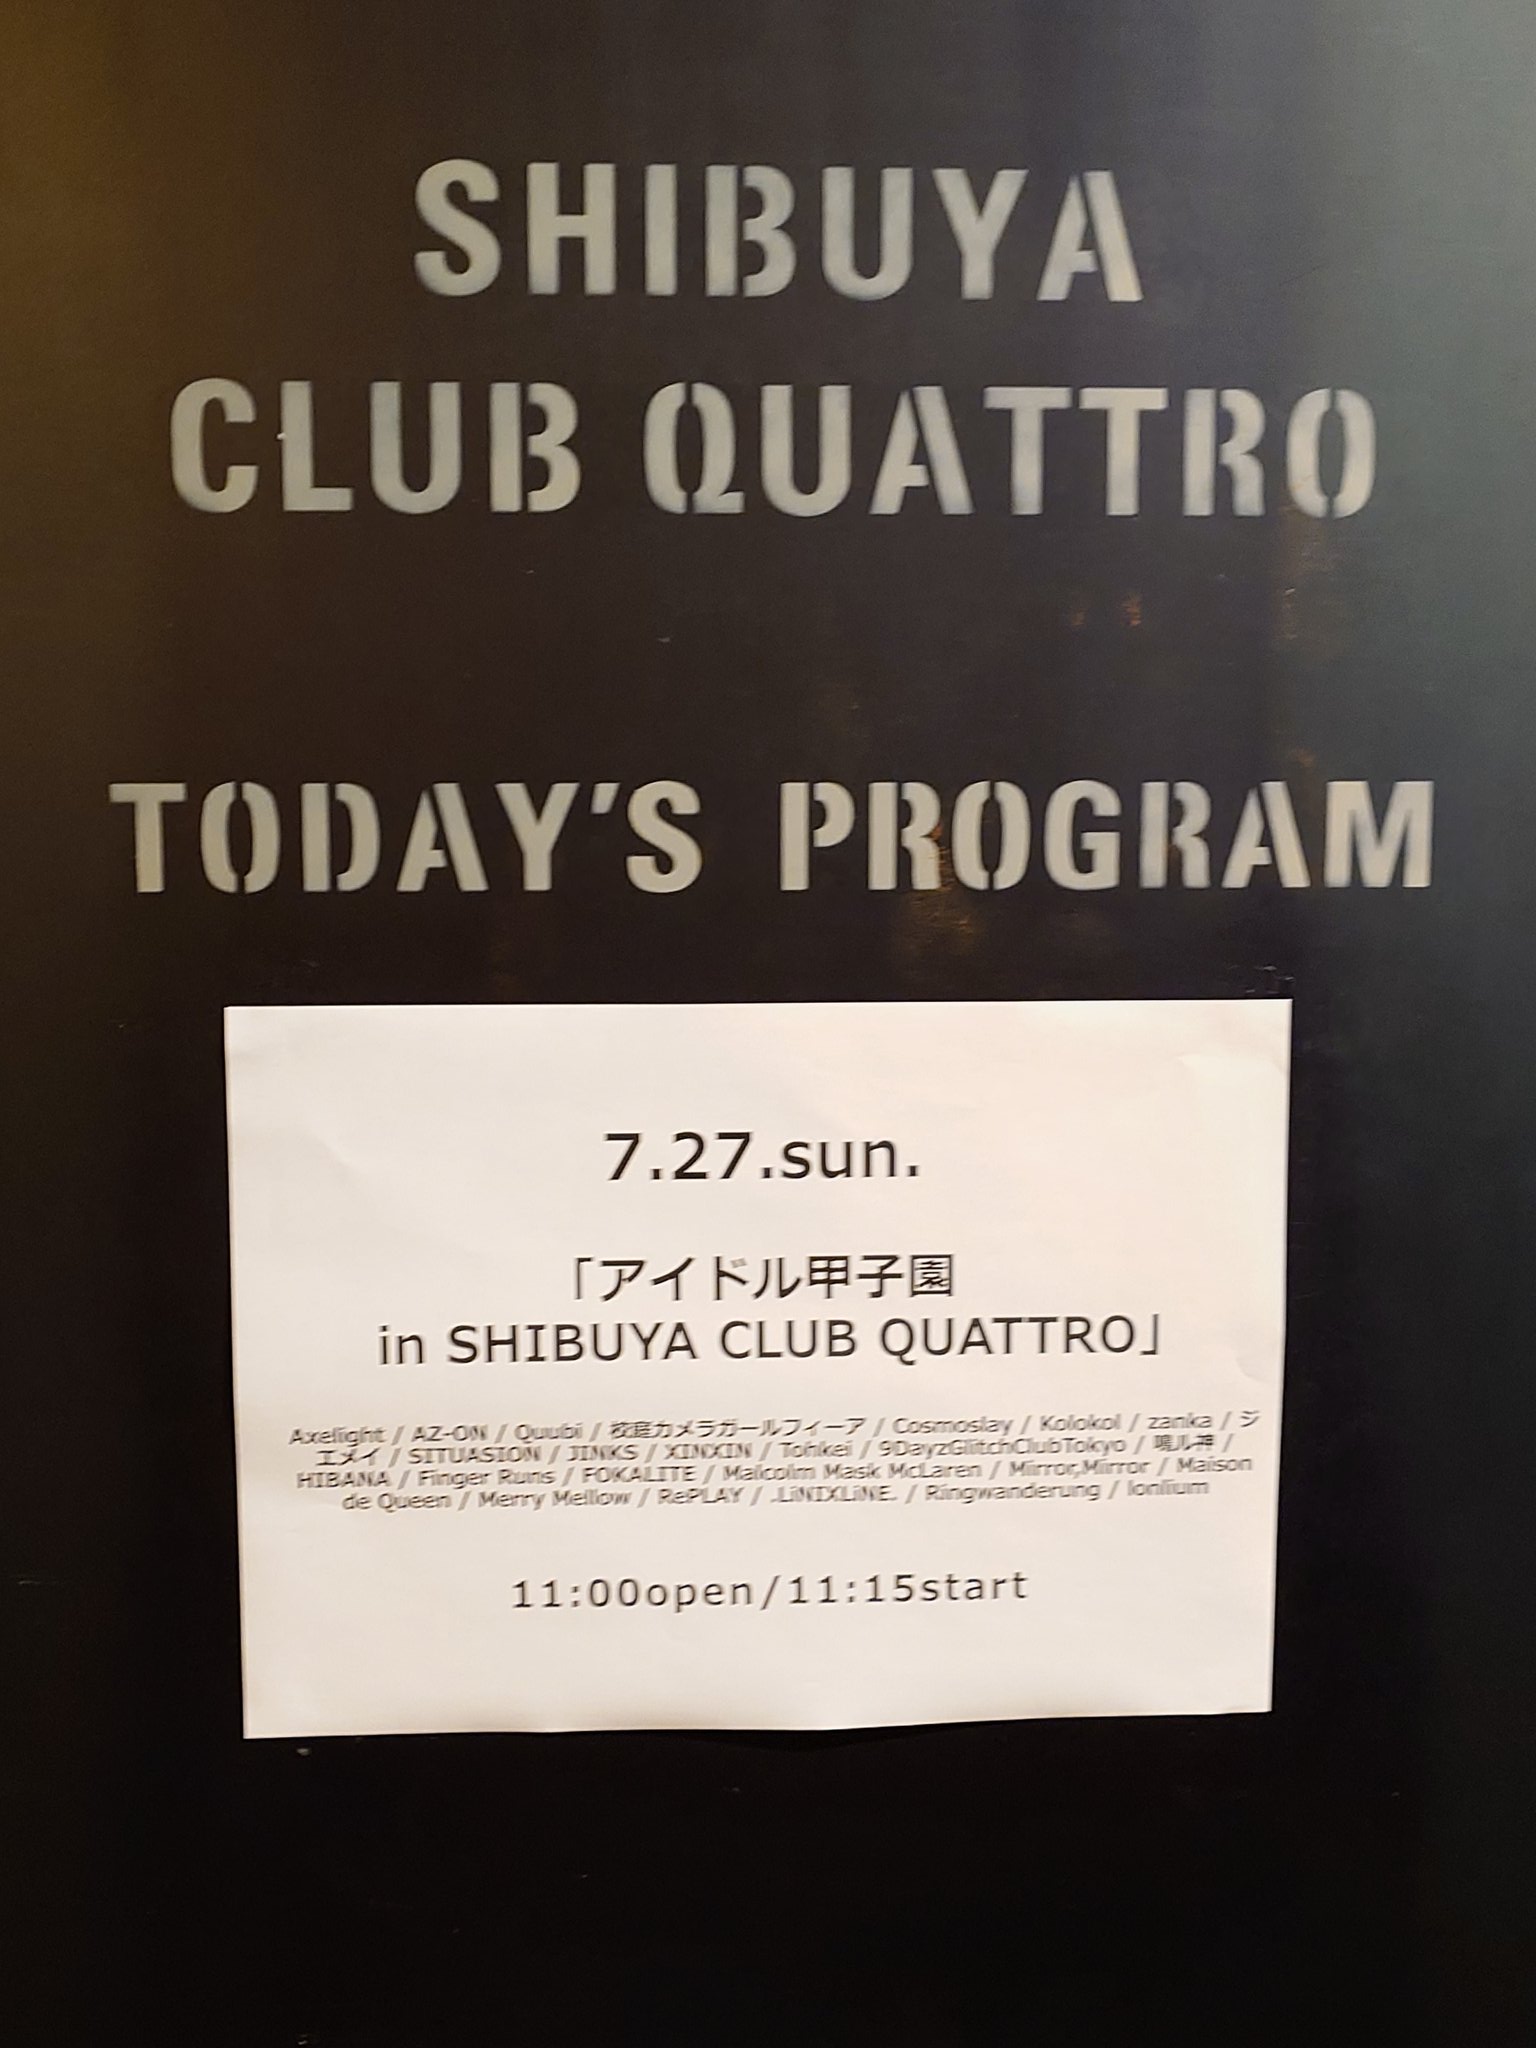 SHIBUYA
CLUB QUATTRO
TODAY'S PROGRAM
7.27.sun.
「アイドル甲子園
in SHIBUYA CLUB QUATTRO」
Axelight / AZ-ON / Quubi / 校庭カメラガールフィーア / Cosmoslay / Kolokol / zanka / ジ
エメイ / SITUASION / JINKS / XINXIN / Tohkei / 9DayzGlitchClubTokyo / 鳴ル神 /
HIBANA / Finger Runs / FOKALITE / Malcolm Mask McLaren / Mirror,Mirror / Maison
de Queen / Merry Mellow / RePLAY / .LiNIXLiNE. / Ringwanderung / Ionlium
11:00open/11:15start